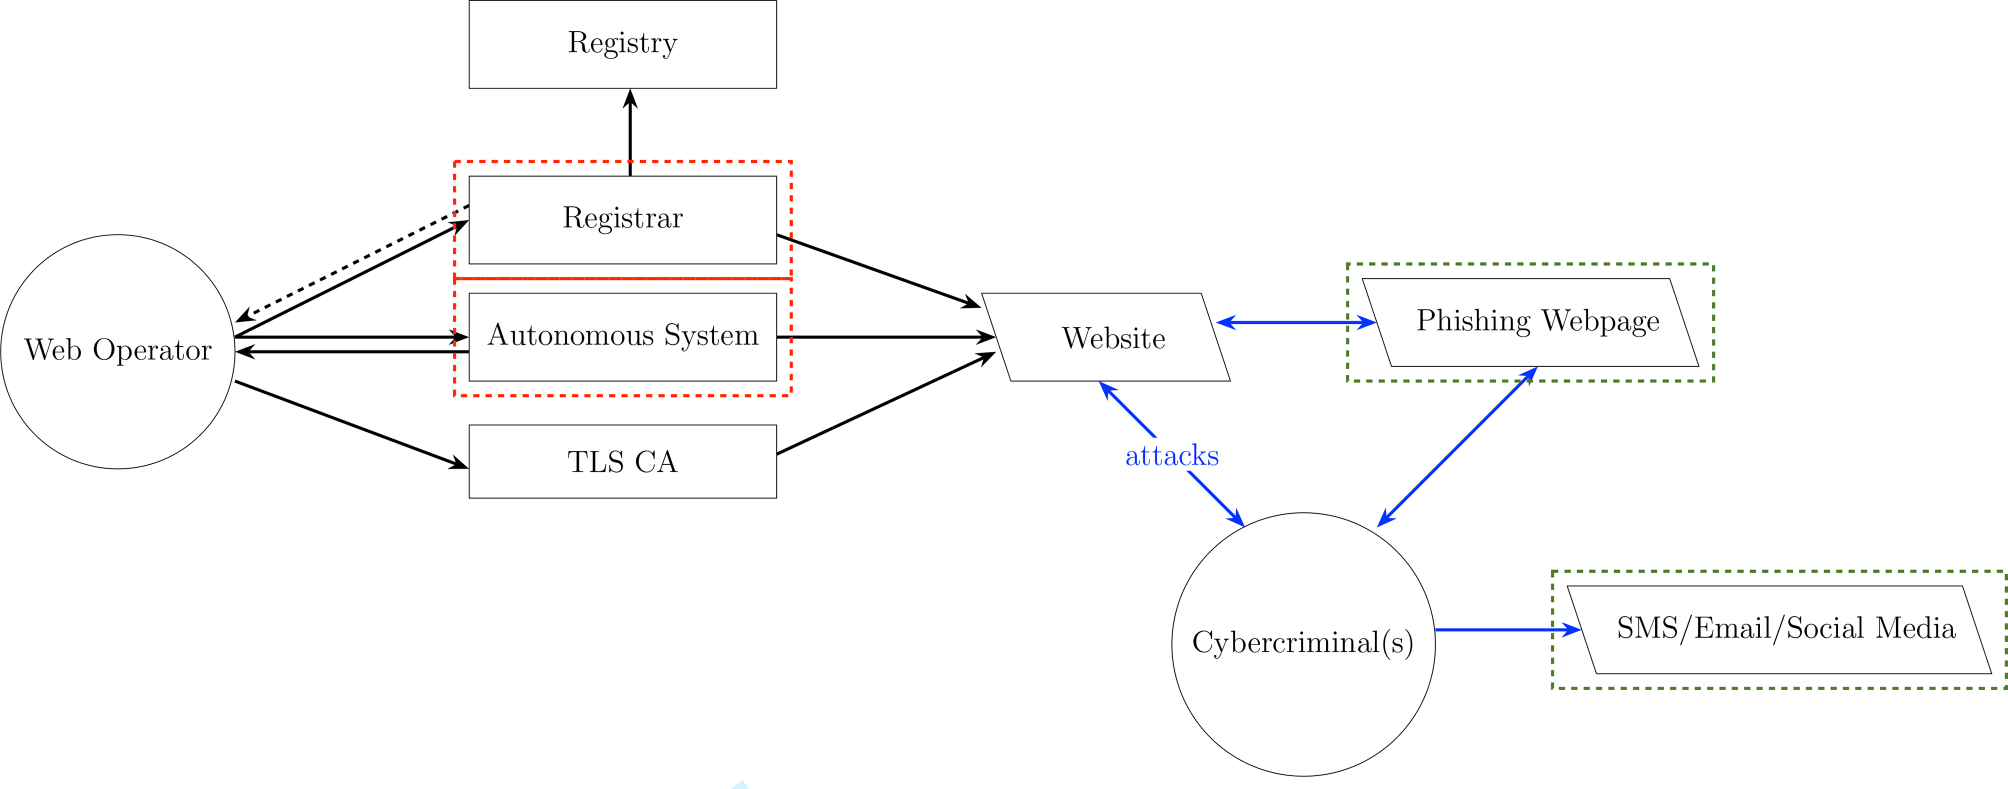 Registry
Registrar
Web Operator
Autonomous System
TLS CA
Website
Phishing Webpage
attacks
Cybercriminal(s)
SMS/Email/Social Media